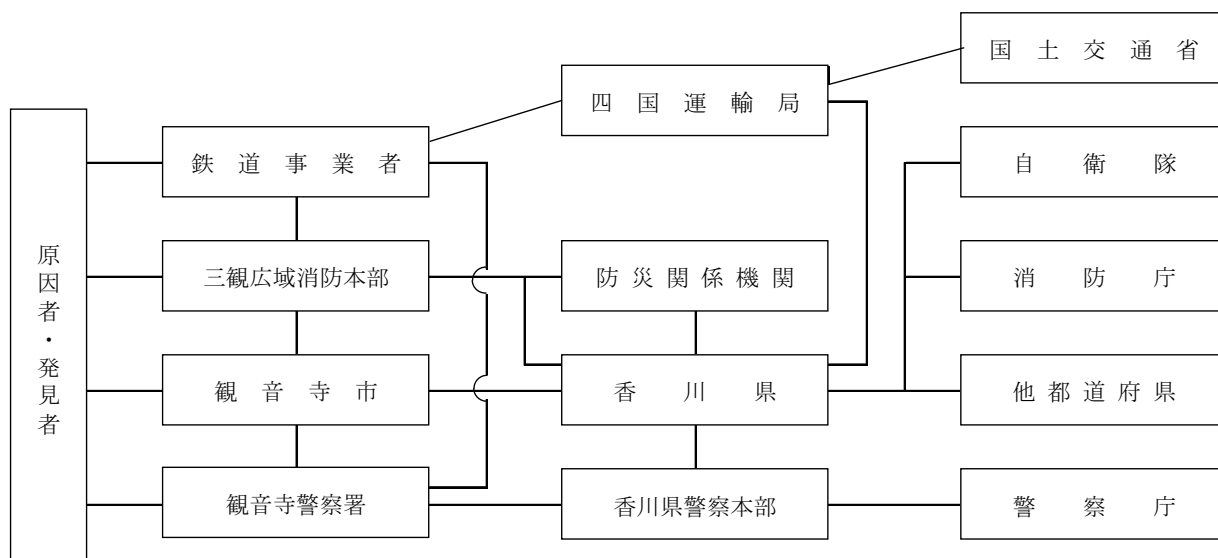 国土交通省
四国運輸局
鉄道事業者
自衛隊
原因者・発見者
三観広域消防本部
防災関係機関
消防庁
観音寺市
香川県
他都道府県
観音寺警察署
香川県警察本部
警察庁